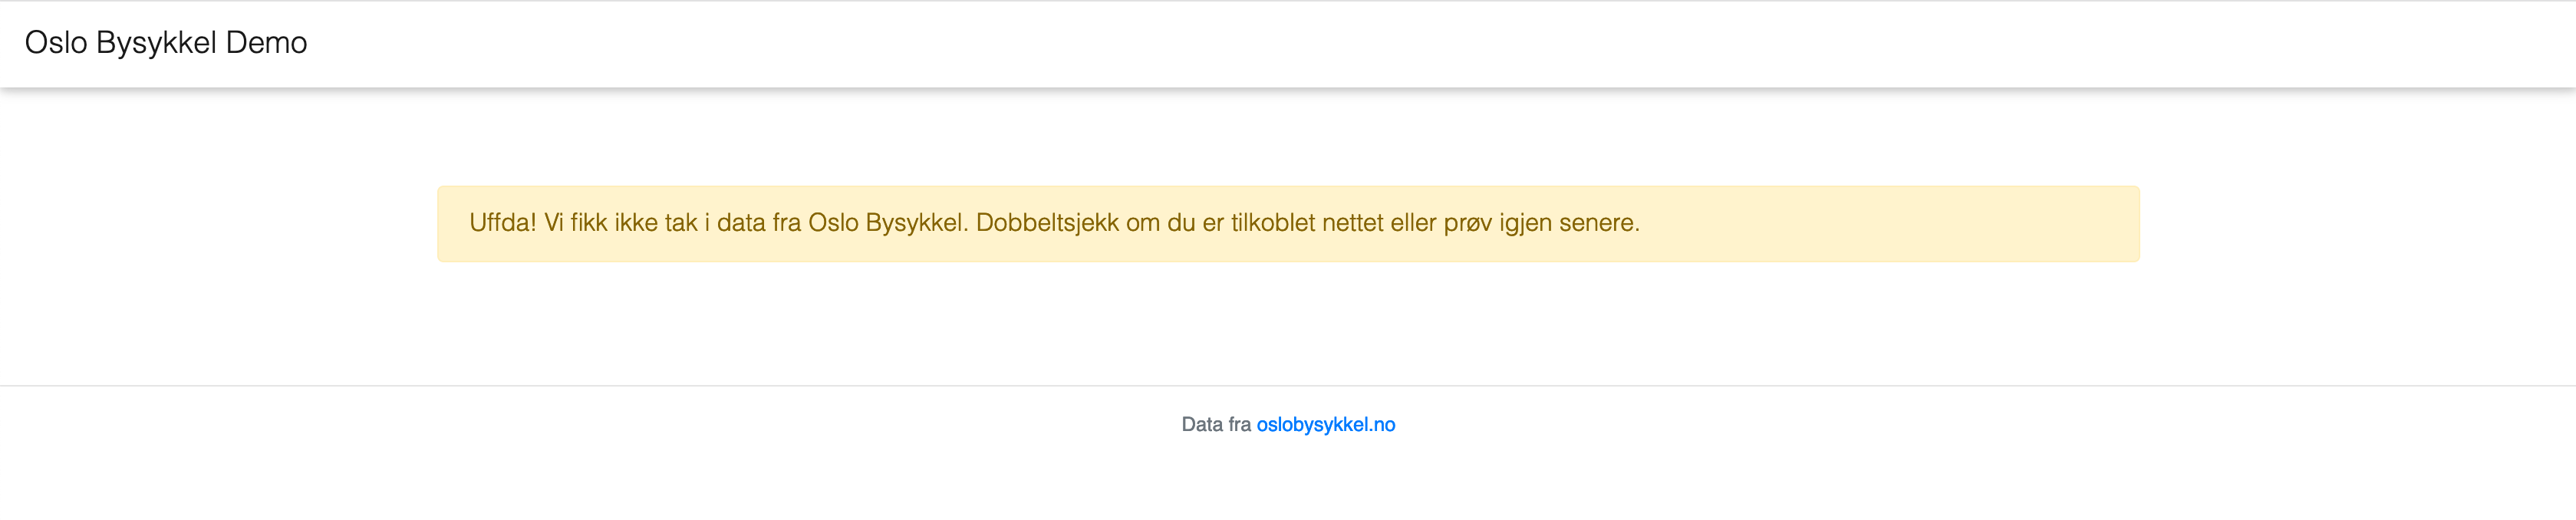 Oslo Bysykkel Demo
Uffda! Vi fikk ikke tak i data fra Oslo Bysykkel. Dobbeltsjekk om du er tilkoblet nettet eller prøv igjen senere.
Data fra oslobysykkel.no